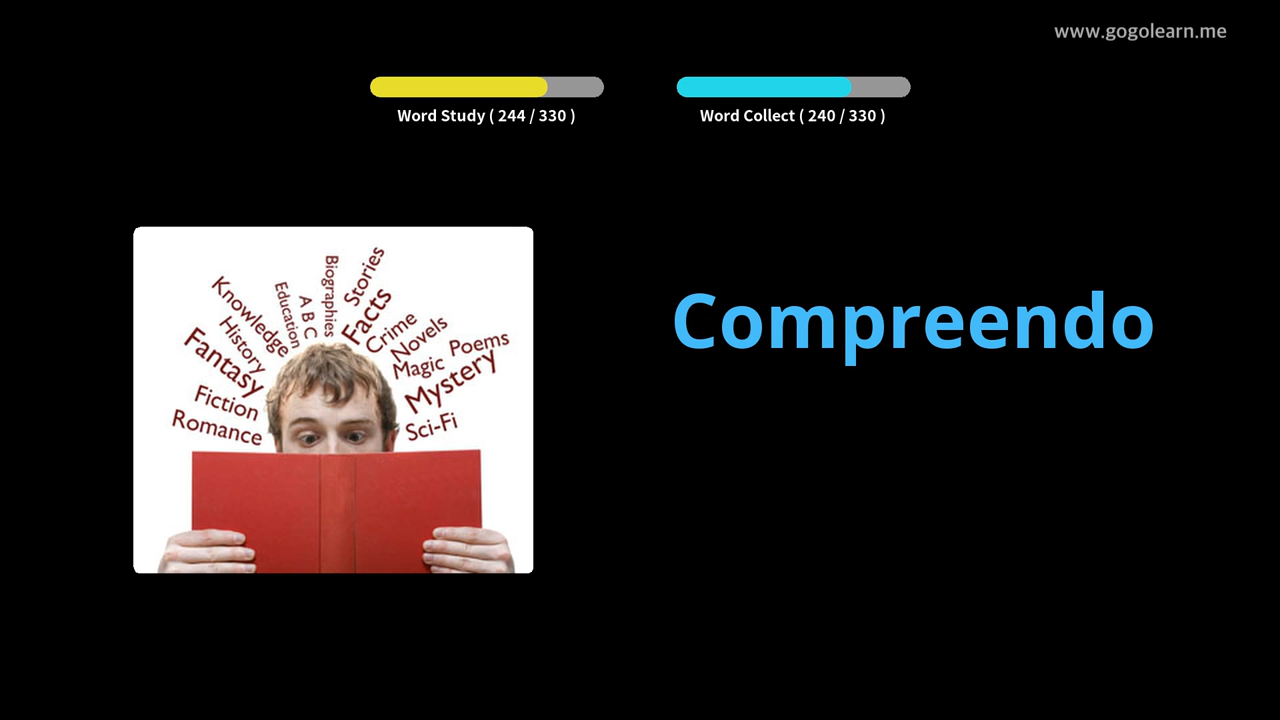 www.gogolearn.me
Word Study ( 244 / 330 )
Word Collect ( 240 / 330 )
Compreendo
Knowledge
Education
A B C
Biographies
Stories
Facts
Crime
Novels
Poems
Magic
Mystery
Sci-Fi
History
Fantasy
Fiction
Romance